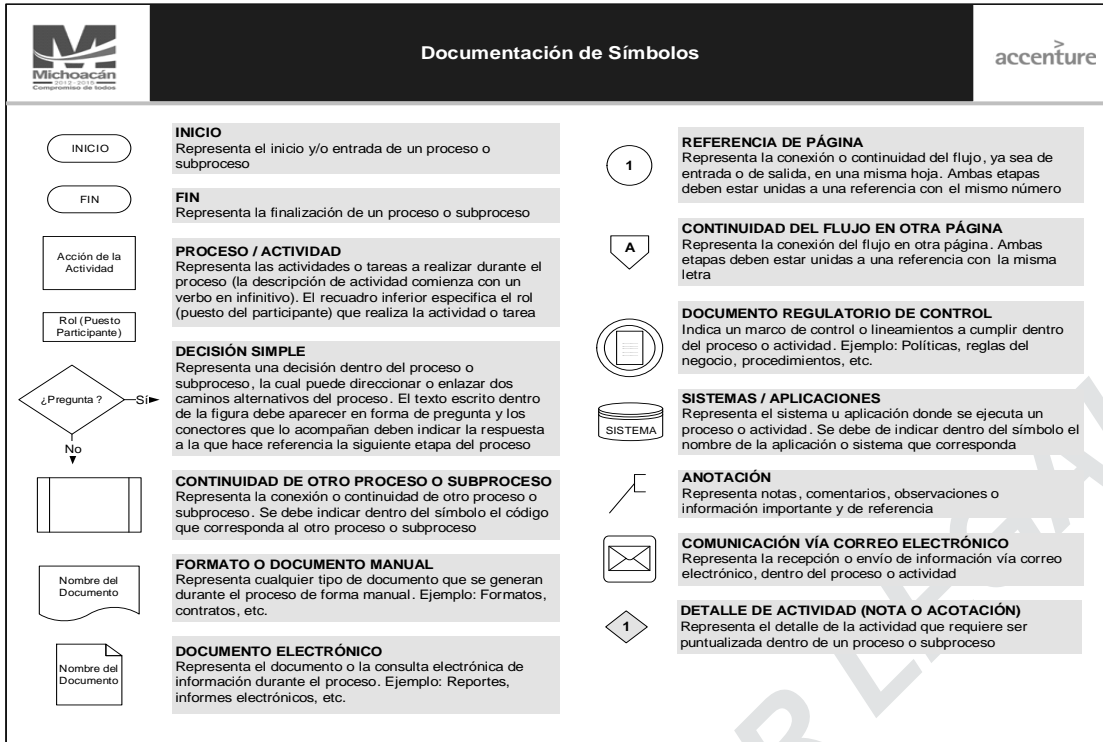 Michoacán
2012 - 2015
Compromiso de todos
Documentación de Símbolos
accenture
INICIO
INICIO
Representa el inicio y/o entrada de un proceso o
subproceso
FIN
FIN
Representa la finalización de un proceso o subproceso
Acción de la
Actividad
Rol (Puesto
Participante)
PROCESO / ACTIVIDAD
Representa las actividades o tareas a realizar durante el
proceso (la descripción de actividad comienza con un
verbo en infinitivo). El recuadro inferior especifica el rol
(puesto del participante) que realiza la actividad o tarea
¿Pregunta ?
Sí
No
DECISIÓN SIMPLE
Representa una decisión dentro del proceso o
subproceso, la cual puede direccionar o enlazar dos
caminos alternativos del proceso. El texto escrito dentro
de la figura debe aparecer en forma de pregunta y los
conectores que lo acompañan deben indicar la respuesta
a la que hace referencia la siguiente etapa del proceso
CONTINUIDAD DE OTRO PROCESO O SUBPROCESO
Representa la conexión o continuidad de otro proceso o
subproceso. Se debe indicar dentro del símbolo el código
que corresponda al otro proceso o subproceso
Nombre del
Documento
FORMATO O DOCUMENTO MANUAL
Representa cualquier tipo de documento que se generan
durante el proceso de forma manual. Ejemplo: Formatos,
contratos, etc.
Nombre del
Documento
DOCUMENTO ELECTRÓNICO
Representa el documento o la consulta electrónica de
información durante el proceso. Ejemplo: Reportes,
informes electrónicos, etc.
1
REFERENCIA DE PÁGINA
Representa la conexión o continuidad del flujo, ya sea de
entrada o de salida, en una misma hoja. Ambas etapas
deben estar unidas a una referencia con el mismo número
A
CONTINUIDAD DEL FLUJO EN OTRA PÁGINA
Representa la conexión del flujo en otra página. Ambas
etapas deben estar unidas a una referencia con la misma
letra
DOCUMENTO REGULATORIO DE CONTROL
Indica un marco de control o lineamientos a cumplir dentro
del proceso o actividad. Ejemplo: Políticas, reglas del
negocio, procedimientos, etc.
SISTEMA
SISTEMAS / APLICACIONES
Representa el sistema u aplicación donde se ejecuta un
proceso o actividad. Se debe de indicar dentro del símbolo el
nombre de la aplicación o sistema que corresponda
ANOTACIÓN
Representa notas, comentarios, observaciones o
información importante y de referencia
COMUNICACIÓN VÍA CORREO ELECTRÓNICO
Representa la recepción o envío de información vía correo
electrónico, dentro del proceso o actividad
1
DETALLE DE ACTIVIDAD (NOTA O ACOTACIÓN)
Representa el detalle de la actividad que requiere ser
puntualizada dentro de un proceso o subproceso